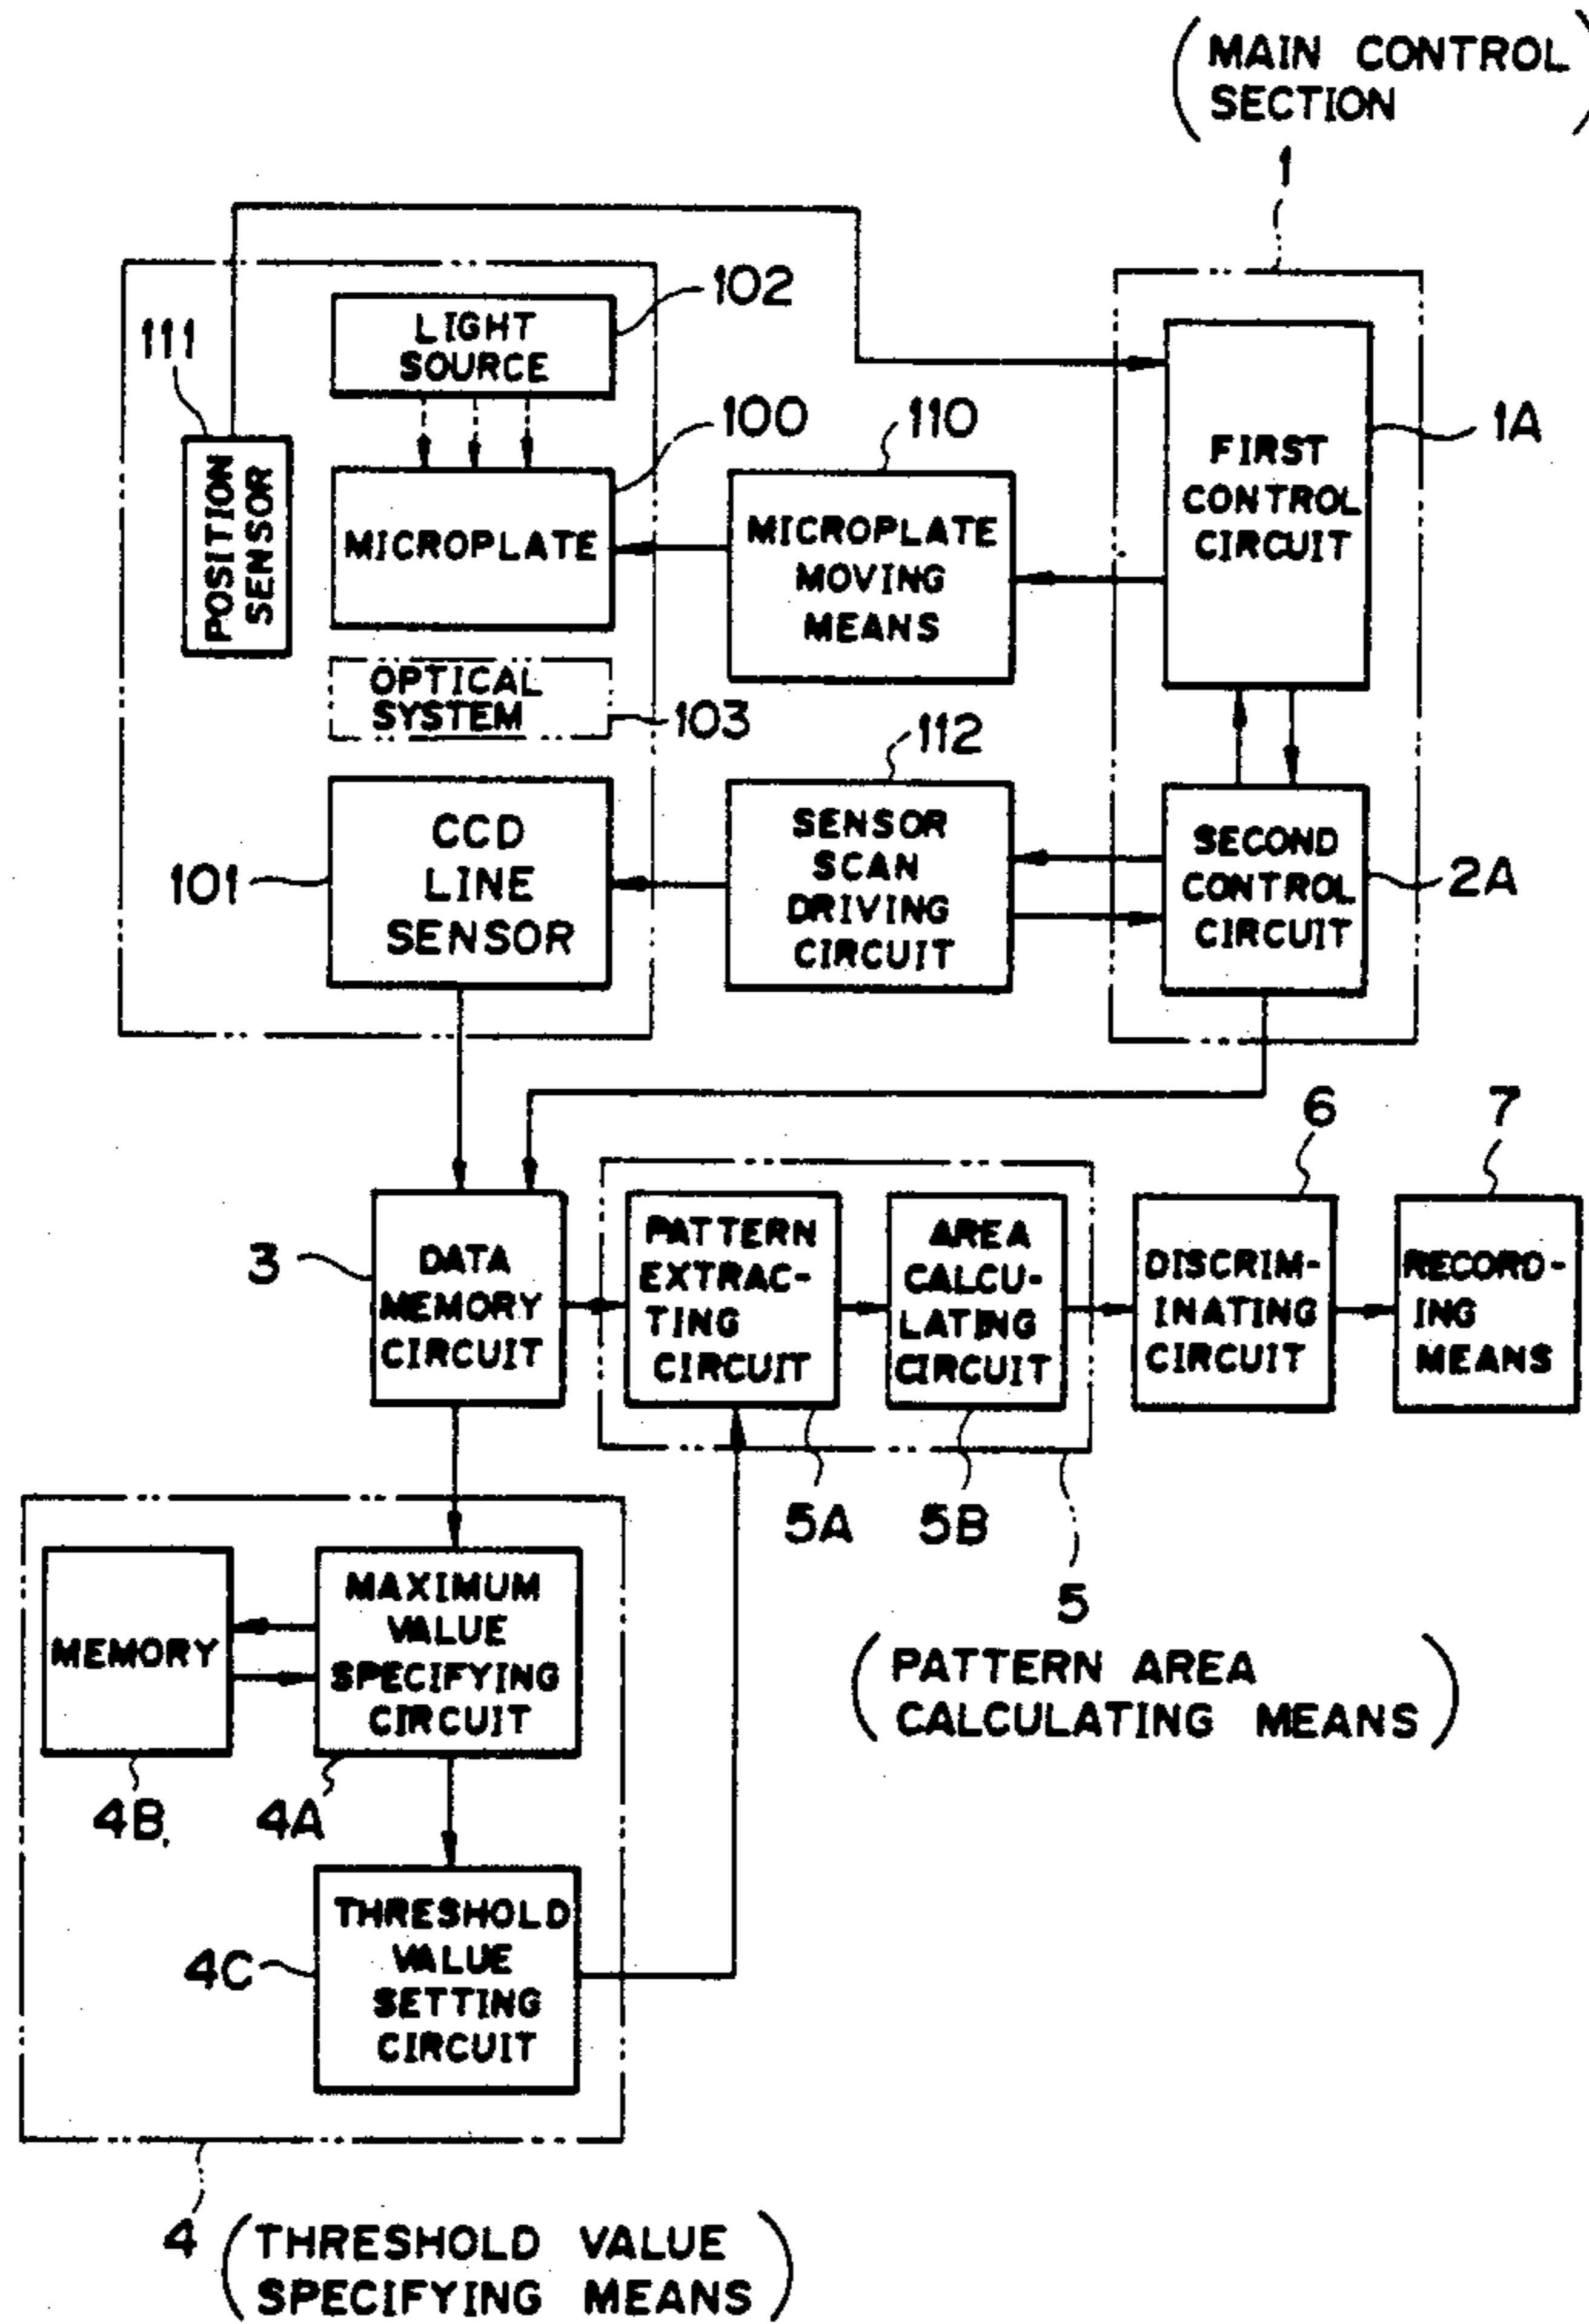 (MAIN CONTROL
SECTION)
1
102
LIGHT
SOURCE
111
POSITION
SENSOR
100
MICROPLATE
110
MICROPLATE
MOVING
MEANS
1A
FIRST
CONTROL
CIRCUIT
OPTICAL
SYSTEM
103
112
CCD
LINE
SENSOR
101
SENSOR
SCAN
DRIVING
CIRCUIT
SECOND
CONTROL
CIRCUIT
2A
6
7
3
DATA
MEMORY
CIRCUIT
PATTERN
EXTRAC-
TING
CIRCUIT
AREA
CALCU-
LATING
CIRCUIT
DISCRIM-
INATING
CIRCUIT
RECORD-
ING
MEANS
5A
5B
5
(PATTERN AREA
CALCULATING MEANS)
MEMORY
MAXIMUM
VALUE
SPECIFYING
CIRCUIT
4B
4A
4C
THRESHOLD
VALUE
SETTING
CIRCUIT
4 (THRESHOLD VALUE
SPECIFYING MEANS)